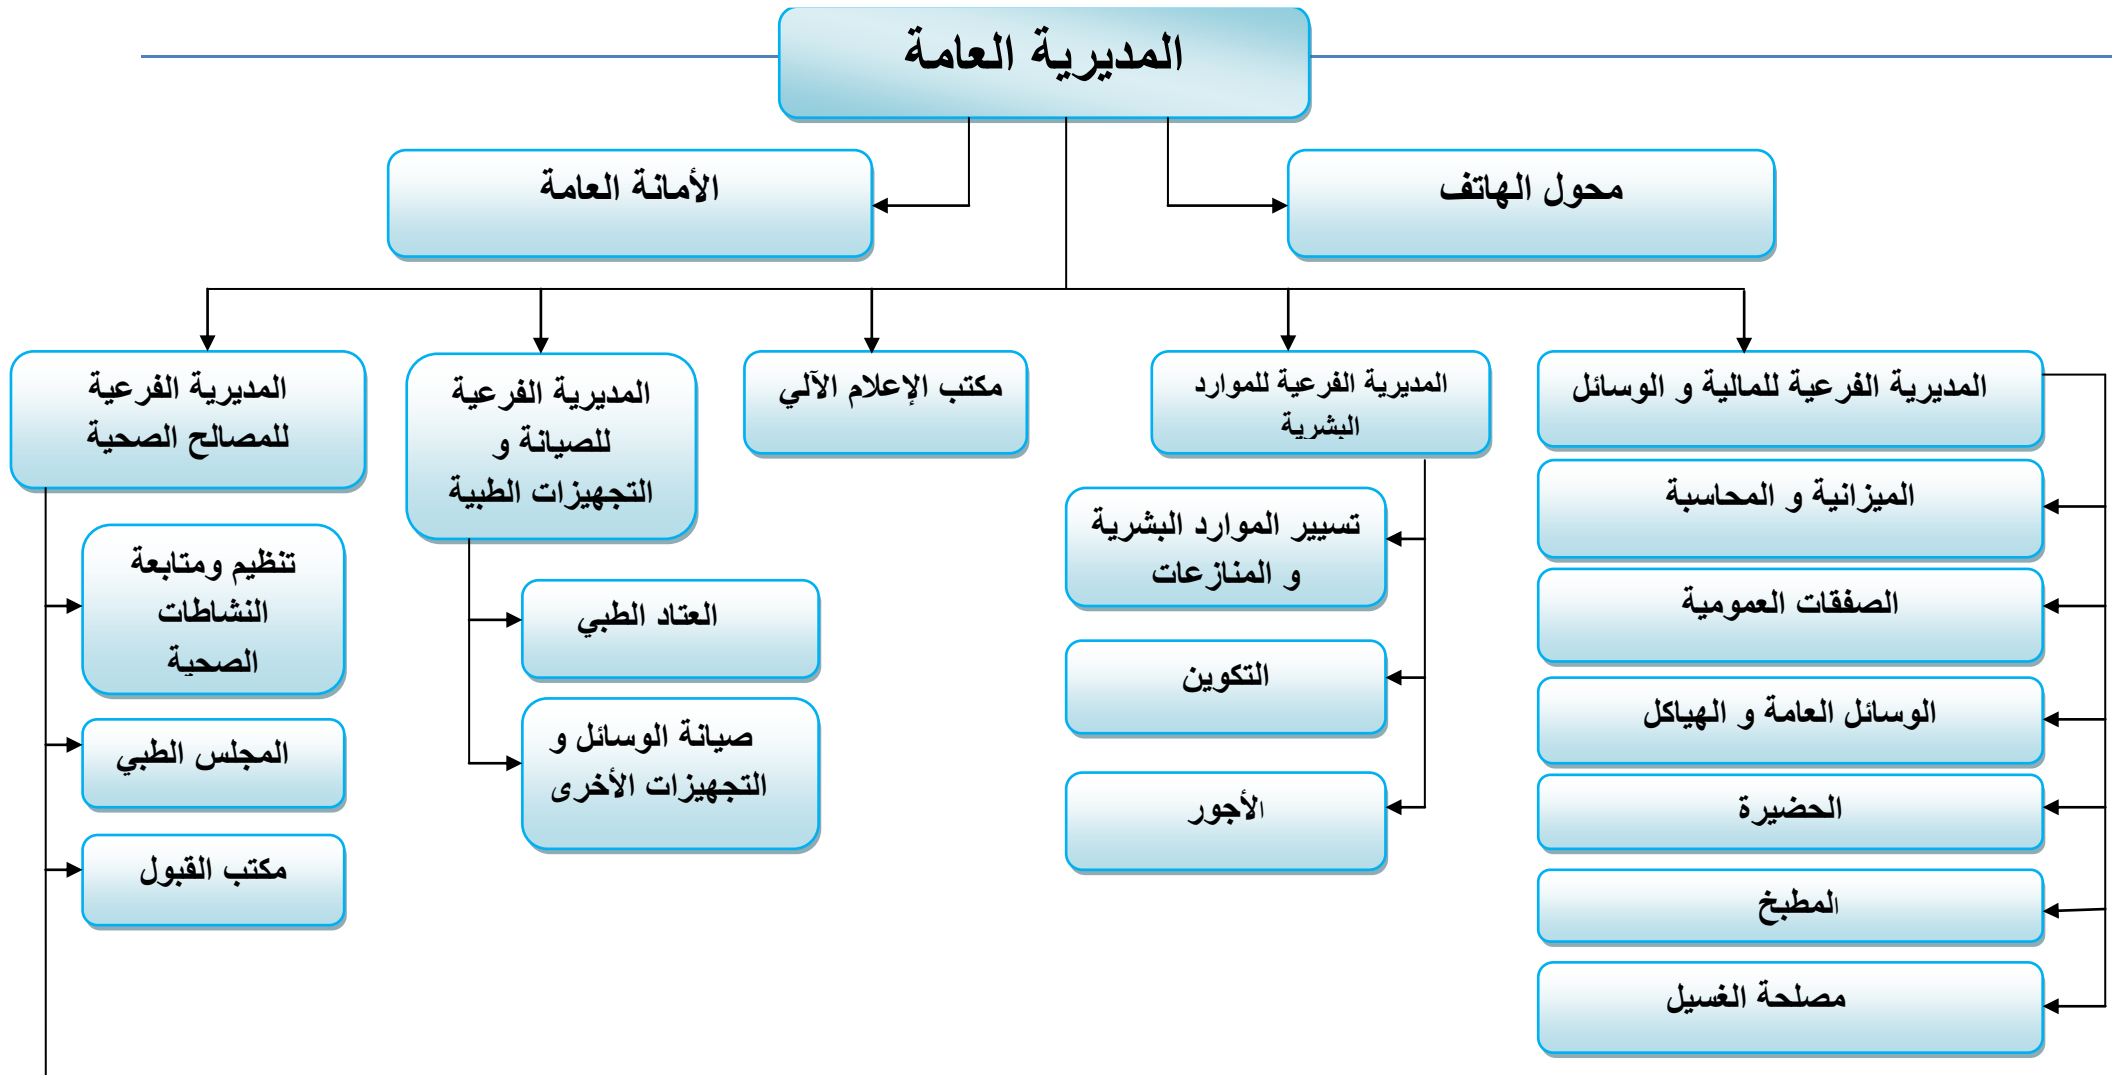 المديرية العامة
محول الهاتف
الأمانة العامة
المديرية الفرعية للمالية و الوسائل
الميزانية و المحاسبة
الصفقات العمومية
الوسائل العامة و الهياكل
الحضيرة
المطبخ
مصلحة الغسيل
المديرية الفرعية للموارد
البشرية
تسيير الموارد البشرية
و المنازعات
التكوين
الأجور
مكتب الإعلام الآلي
المديرية الفرعية
للصيانة و
التجهيزات الطبية
العتاد الطبي
صيانة الوسائل و
التجهيزات الأخرى
المديرية الفرعية
للمصالح الصحية
تنظيم ومتابعة
النشاطات
الصحية
المجلس الطبي
مكتب القبول